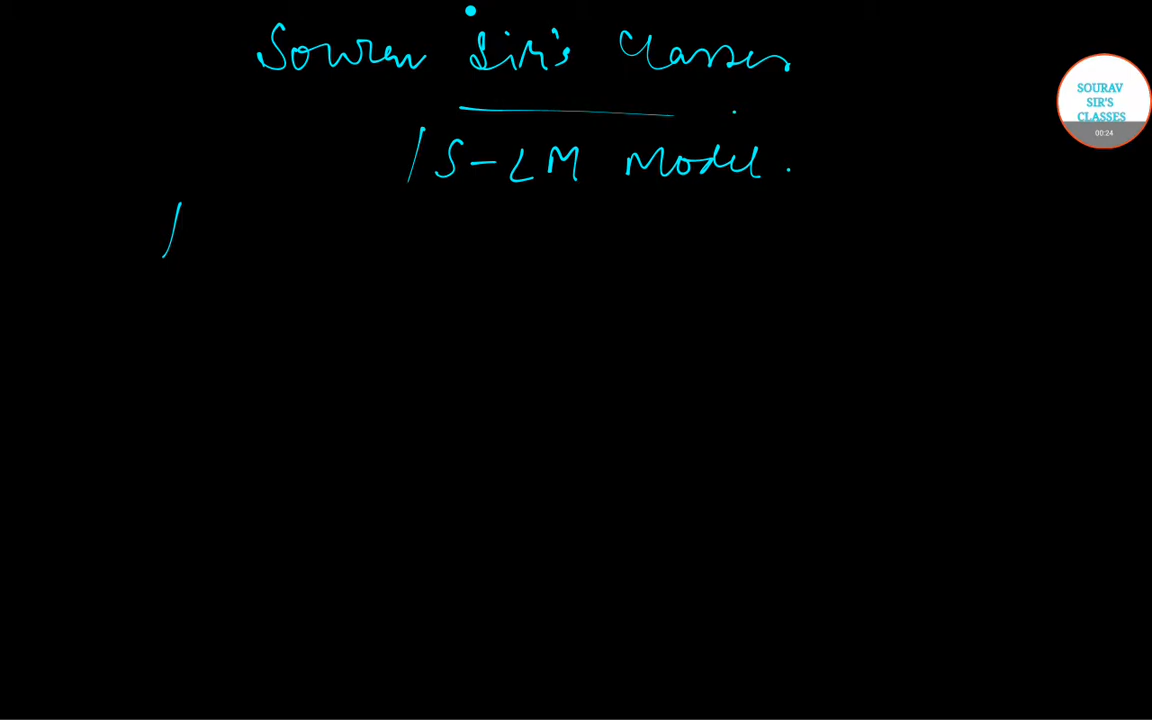 Sourav Sir's Classes
IS-LM Model.
I
SOURAV
SIR'S
CLASSES
00:24